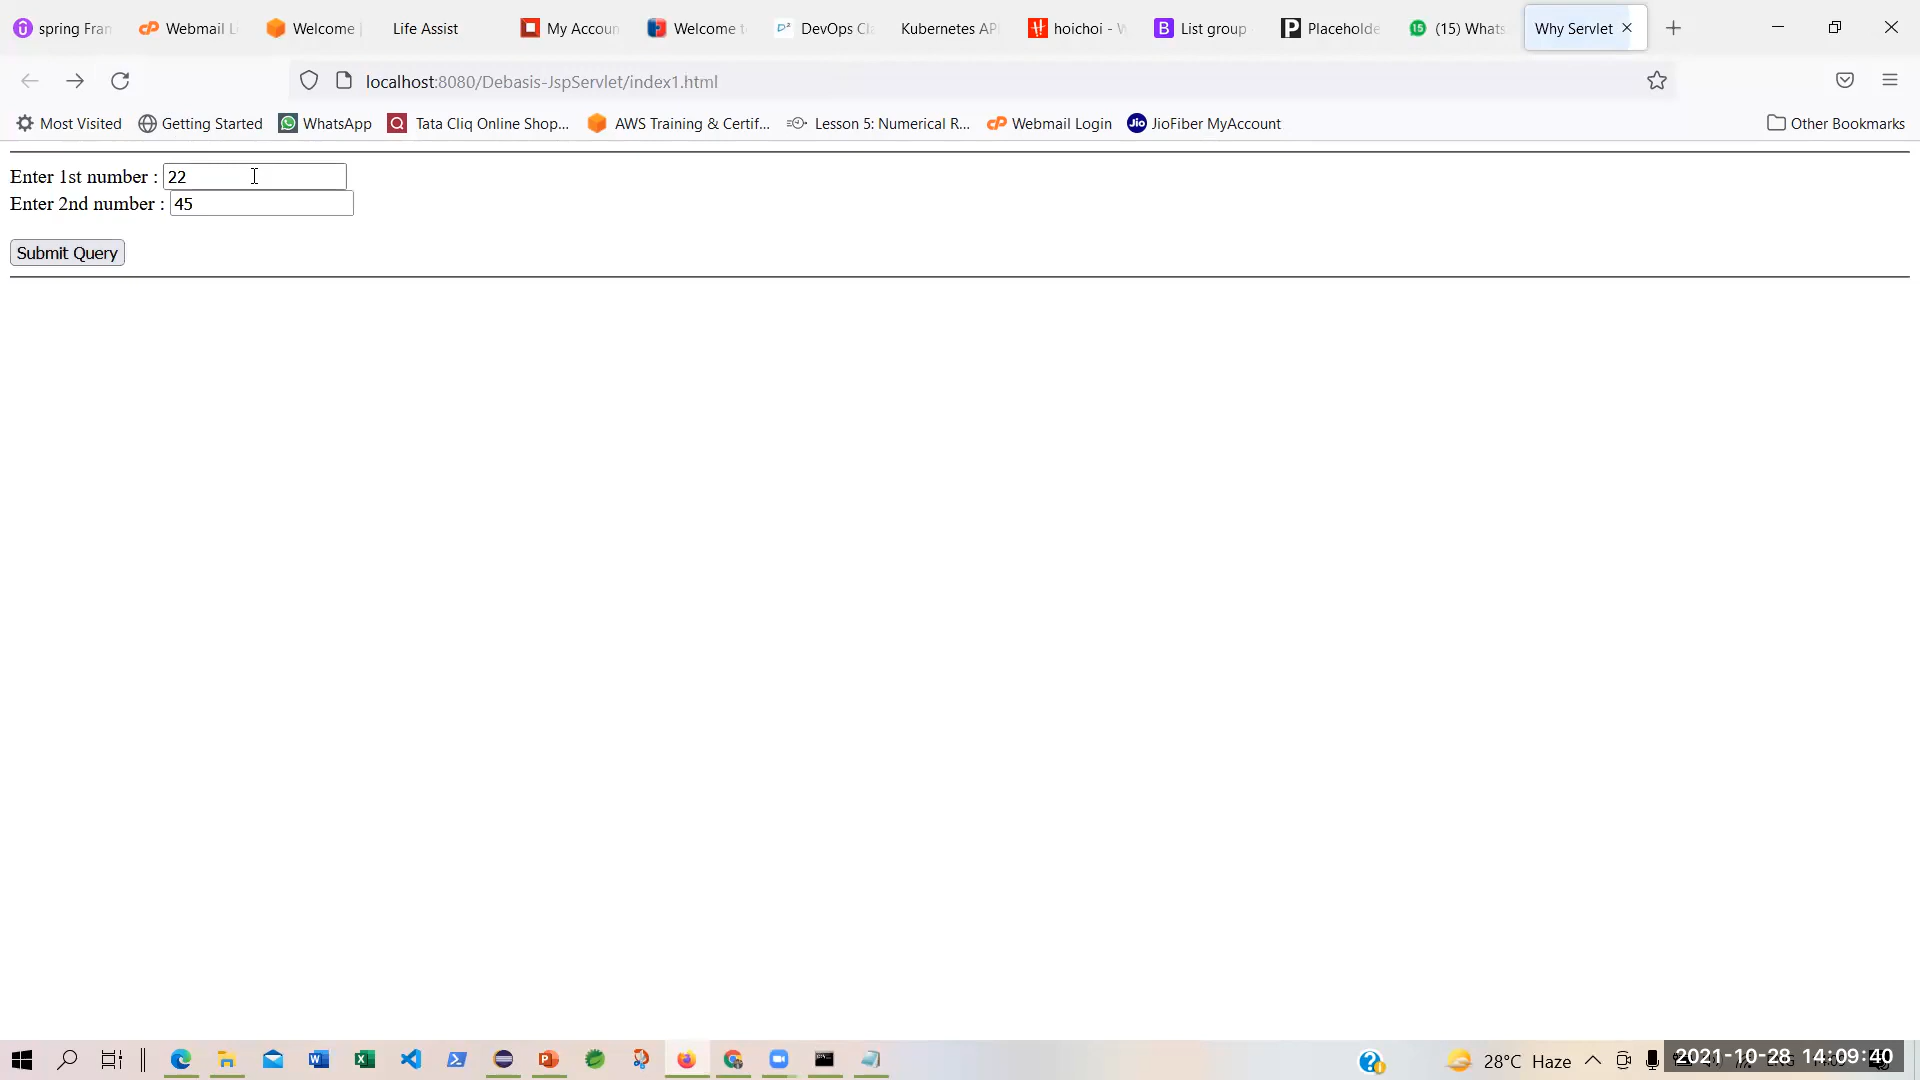 spring Fran
Webmail L
Welcome
Life Assist
My Accoun
Welcome t
DevOps Cl
Kubernetes AP
hoichoi - W
List group
Placeholde
15
(15) Whats
Why Servlet
localhost:8080/Debasis-JspServlet/index1.html
Most Visited
Getting Started
WhatsApp
Tata Cliq Online Shop...
AWS Training & Certif...
Lesson 5: Numerical R...
Webmail Login
Jio
JioFiber MyAccount
Other Bookmarks
Enter 1st number : 22
Enter 2nd number : 45
Submit Query
28°C Haze
2021-10-28 14:09:40